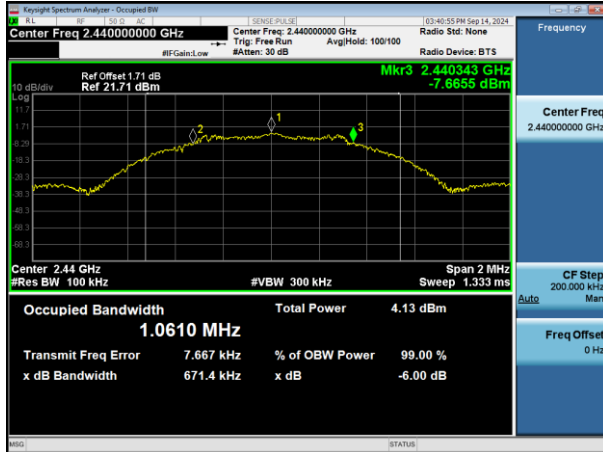 Keysight Spectrum Analyzer - Occupied BW
RL RF 50 Ω AC SENSE:PULSE 03:40:55 PM Sep 14, 2024
Center Freq 2.440000000 GHz
Center Freq: 2.440000000 GHz
Radio Std: None
Trig: Free Run Avg|Hold: 100/100
#IFGain:Low #Atten: 30 dB Radio Device: BTS
Frequency
Ref Offset 1.71 dB
10 dB/div Ref 21.71 dBm
Mkr3 2.440343 GHz
-7.6655 dBm
Log
11.7
1.71
-8.29
-18.3
-28.3
-38.3
-48.3
-58.3
-68.3
1
2
3
Center 2.44 GHz Span 2 MHz
#Res BW 100 kHz #VBW 300 kHz Sweep 1.333 ms
Center Freq
2.440000000 GHz
CF Step
200.000 kHz
Auto Man
Freq Offset
0 Hz
Occupied Bandwidth Total Power 4.13 dBm
1.0610 MHz
Transmit Freq Error 7.667 kHz % of OBW Power 99.00 %
x dB Bandwidth 671.4 kHz x dB -6.00 dB
MSG STATUS